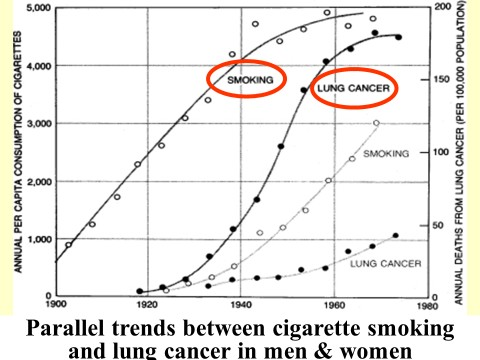 ANNUAL PER CAPITA CONSUMPTION OF CIGARETTES
5,000
4,000
3,000
2,000
1,000
0
1900
1920
1940
1960
1980
200
150
100
50
0
ANNUAL DEATHS FROM LUNG CANCER (PER 100,000 POPULATION)
SMOKING
LUNG CANCER
SMOKING
LUNG CANCER
Parallel trends between cigarette smoking
and lung cancer in men & women